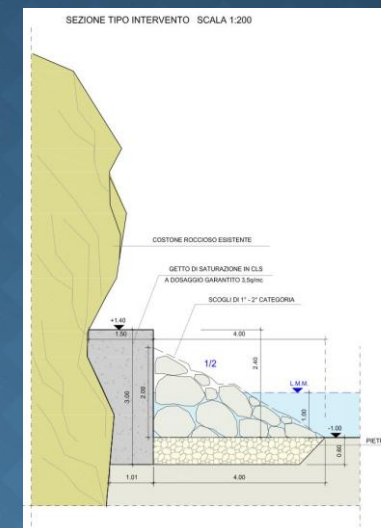 SEZIONE TIPO INTERVENTO SCALA 1:200
COSTONE ROCCIOSO ESISTENTE
GETTO DI SATURAZIONE IN CLS
A DOSAGGIO GARANTITO 3,5q/mc
SCOGLI DI 1° - 2° CATEGORIA
+1.40
1.50
4.00
1/2
2.40
L.M.M.
3.00
2.00
1.00
-1.00
PIET
0.60
1.01
4.00